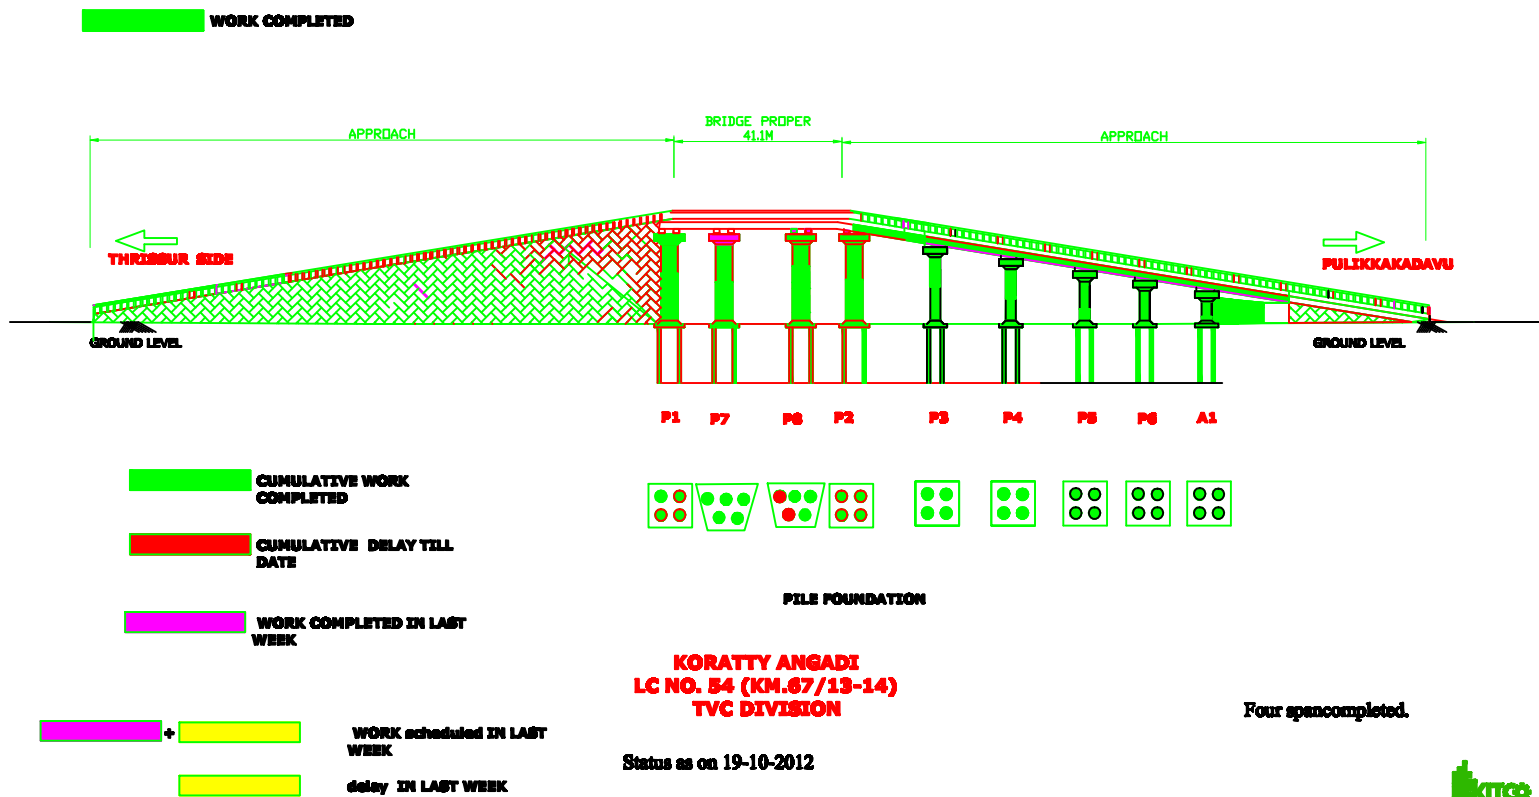 WORK COMPLETED
BRIDGE PROPER
APPROACH
41.1M
APPROACH
THRISSUR SIDE
PULIKKAKADAVU
GROUND LEVEL
GROUND LEVEL
P1
P7
P8
P2
P3
P4
P5
P6
A1
CUMULATIVE WORK
COMPLETED
CUMULATIVE DELAY TILL
DATE
PILE FOUNDATION
WORK COMPLETED IN LAST
WEEK
KORATTY ANGADI
LC NO. 54 (KM.67/13-14)
TVC DIVISION
Four spancompleted.
+
WORK scheduled IN LAST
WEEK
Status as on 19-10-2012
delay IN LAST WEEK
KITCO